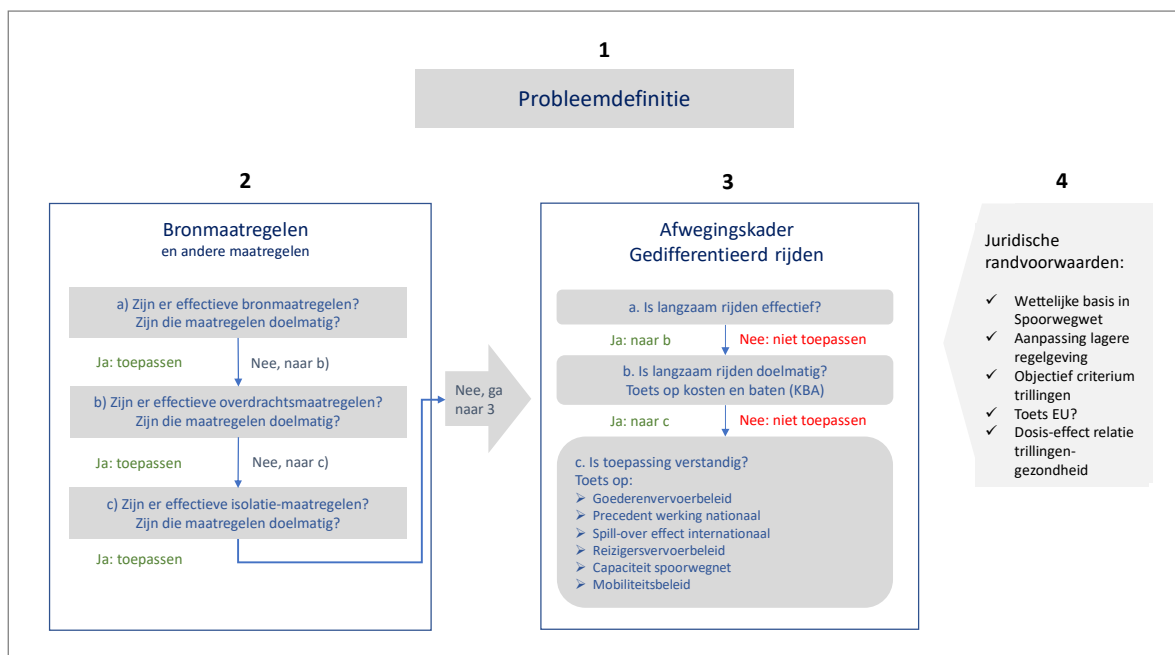 1
Probleemdefinitie
2
Bronmaatregelen
en andere maatregelen
a) Zijn er effectieve bronmaatregelen?
Zijn die maatregelen doelmatig?
Ja: toepassen
Nee, naar b)
b) Zijn er effectieve overdrachtsmaatregelen?
Zijn die maatregelen doelmatig?
Ja: toepassen
Nee, naar c)
c) Zijn er effectieve isolatie-maatregelen?
Zijn die maatregelen doelmatig?
Ja: toepassen
Nee, ga
naar 3
3
Afwegingskader
Gedifferentieerd rijden
a. Is langzaam rijden effectief?
Ja: naar b
Nee: niet toepassen
b. Is langzaam rijden doelmatig?
Toets op kosten en baten (KBA)
Ja: naar c
Nee: niet toepassen
c. Is toepassing verstandig?
Toets op:
➢ Goederenvervoerbeleid
➢ Precedent werking nationaal
➢ Spill-over effect internationaal
➢ Reizigersvervoerbeleid
➢ Capaciteit spoorwegnet
➢ Mobiliteitsbeleid
4
Juridische
randvoorwaarden:
✓ Wettelijke basis in
Spoorwegwet
✓ Aanpassing lagere
regelgeving
✓ Objectief criterium
trillingen
✓ Toets EU?
✓ Dosis-effect relatie
trillingen-
gezondheid